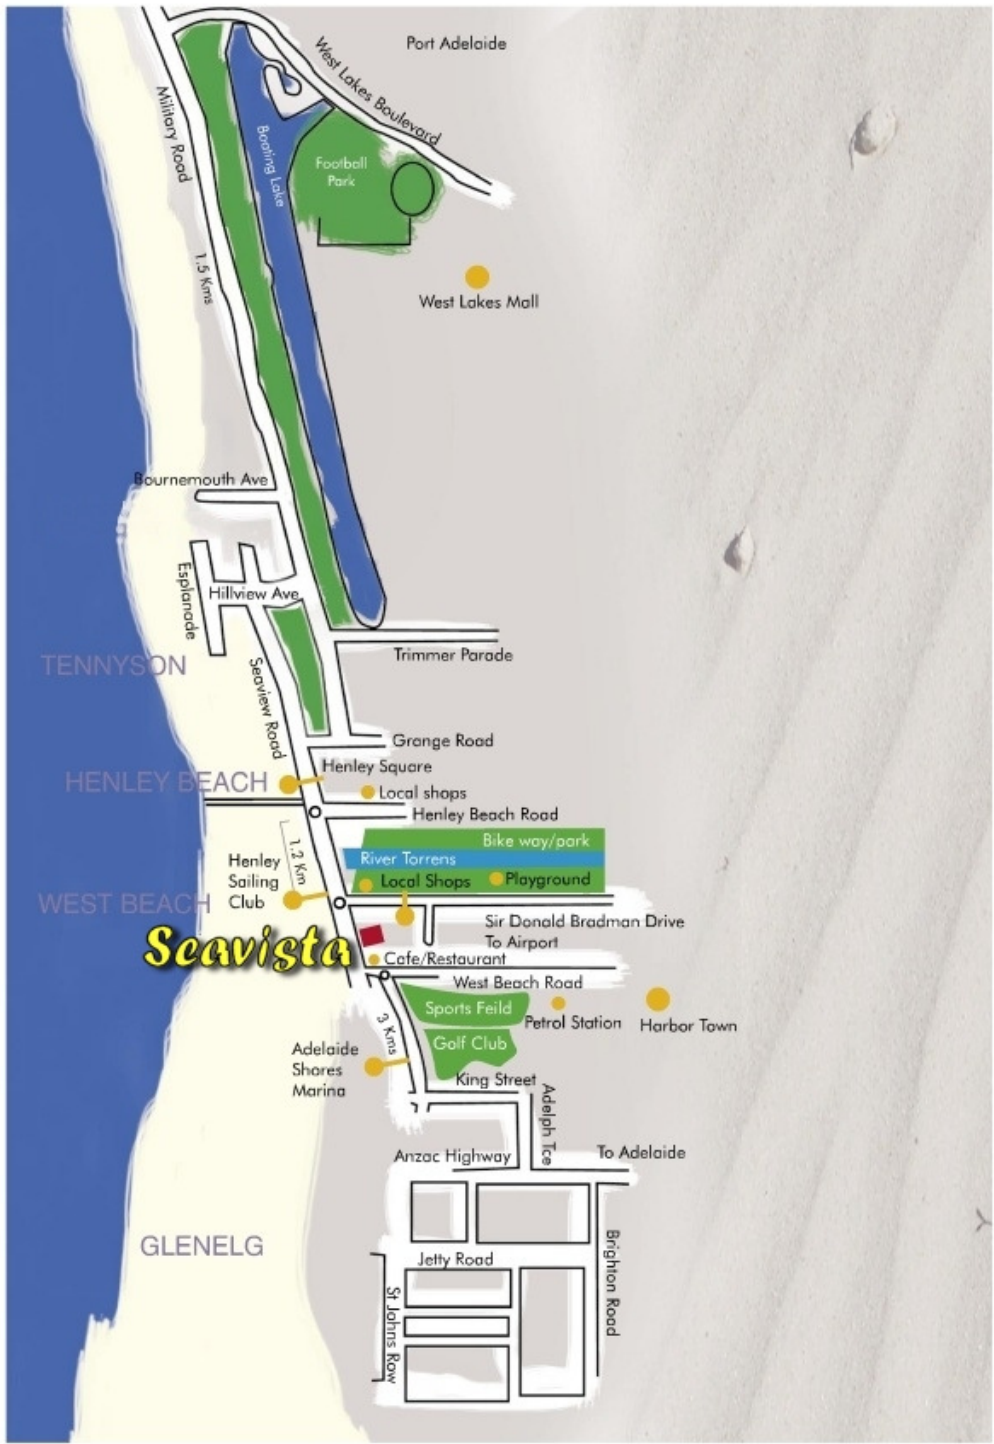 Port Adelaide
West Lakes Boulevard
Military Road
Boating Lake
Football
Park
1.5 Kms
West Lakes Mall
Bournemouth Ave
Esplanade
Hillview Ave
TENNYSON
Trimmer Parade
Seaview Road
Grange Road
Henley Square
HENLEY BEACH
Local shops
Henley Beach Road
1.2 Km
Bike way/park
River Torrens
Henley
Sailing
Club
Local Shops
Playground
WEST BEACH
Sir Donald Bradman Drive
To Airport
Seavista
Cafe/Restaurant
West Beach Road
Sports Feild
Petrol Station
Harbor Town
3 Kms
Golf Club
Adelaide
Shores
Marina
King Street
Adelph Tce
Anzac Highway
To Adelaide
GLENELG
Jetty Road
Brighton Road
St Johns Row